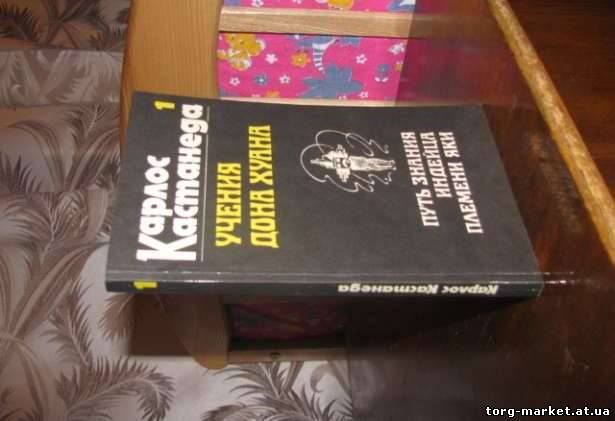 1
Карлос
Кастанеда
УЧЕНИЯ
ДОНА ХУАНА
ПУТЬ ЗНАНИЯ
ИНДЕЙЦА
ПЛЕМЕНИ ЯКИ
1
Карлос Кастанеда
torg-market.at.ua